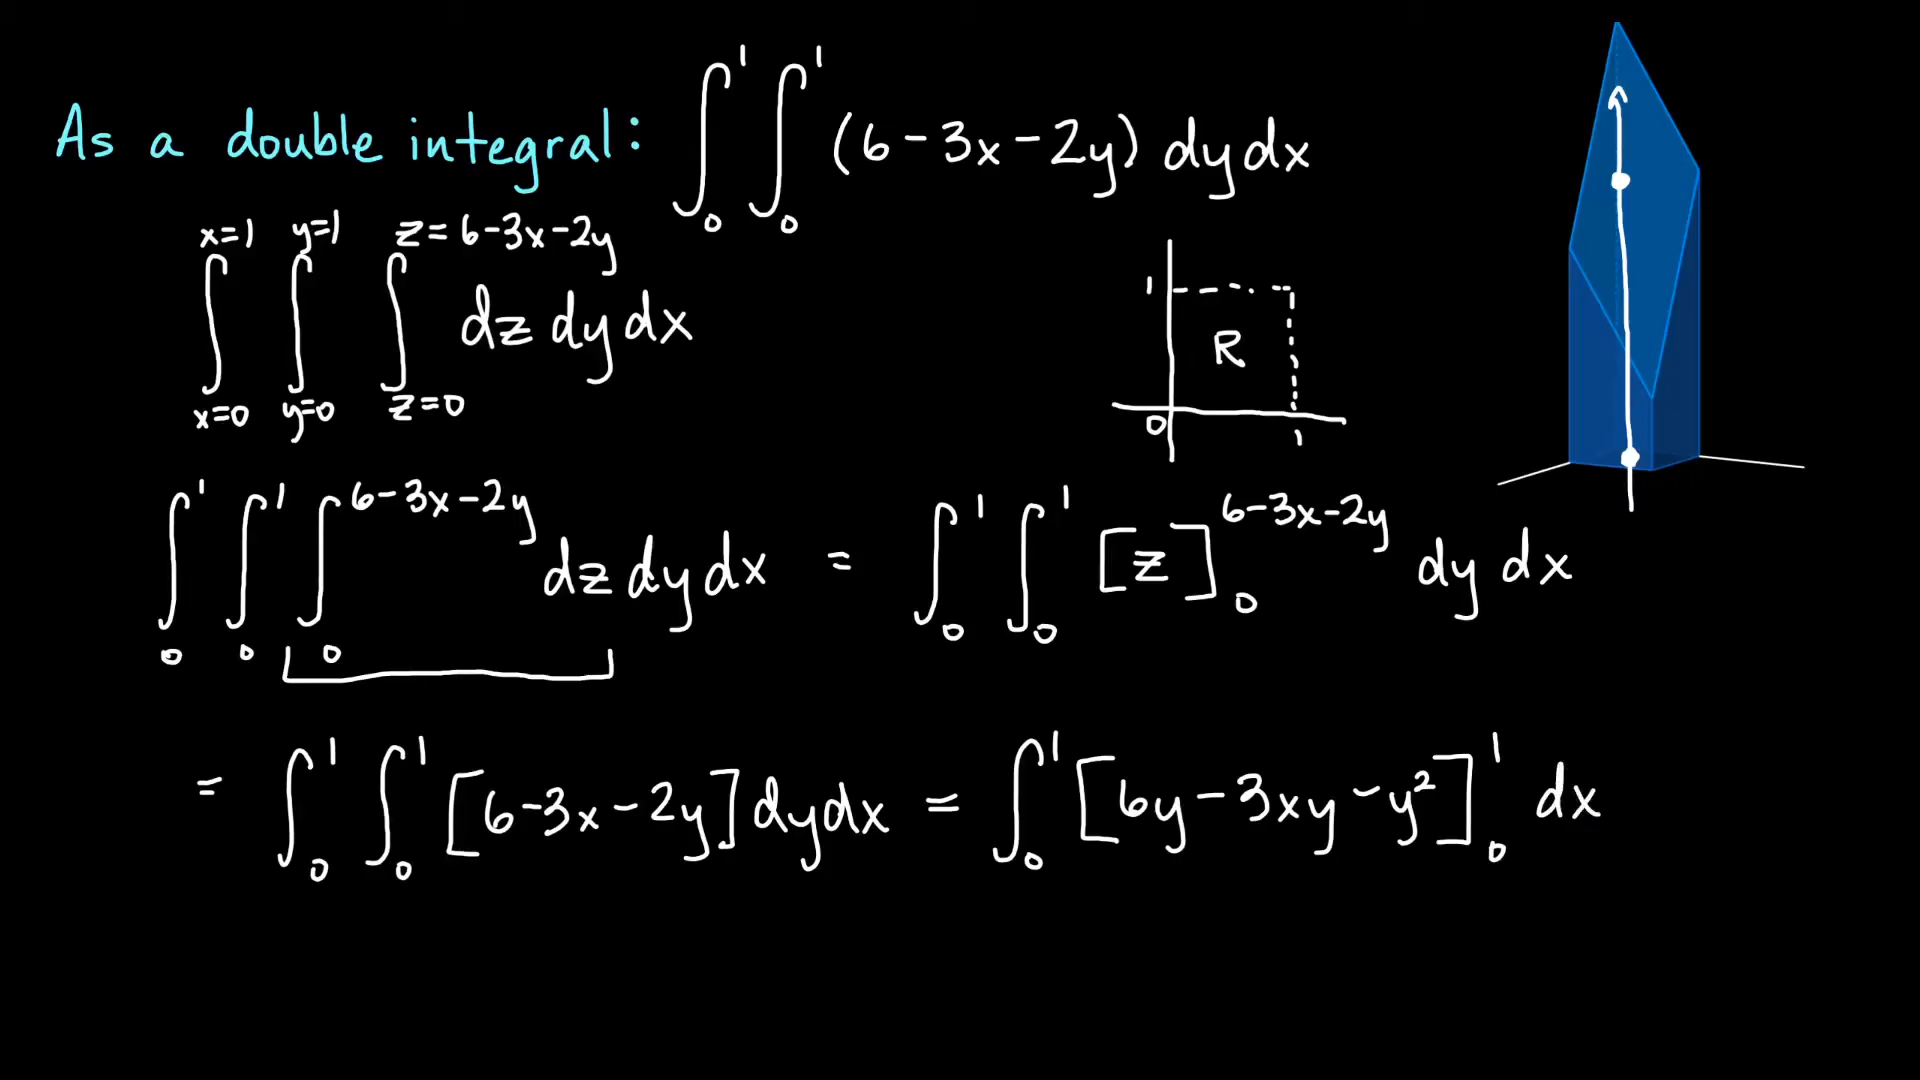 As a double integral: ∫₀¹ ∫₀¹ (6-3x-2y) dy dx
x=1 y=1 z=6-3x-2y
∫ ∫ ∫ dz dy dx
x=0 y=0 z=0
1
R
0 1
∫₀¹ ∫₀¹ ∫₀^{6-3x-2y} dz dy dx = ∫₀¹ ∫₀¹ [z]₀^{6-3x-2y} dy dx
= ∫₀¹ ∫₀¹ [6-3x-2y] dy dx = ∫₀¹ [6y-3xy-y²]₀¹ dx